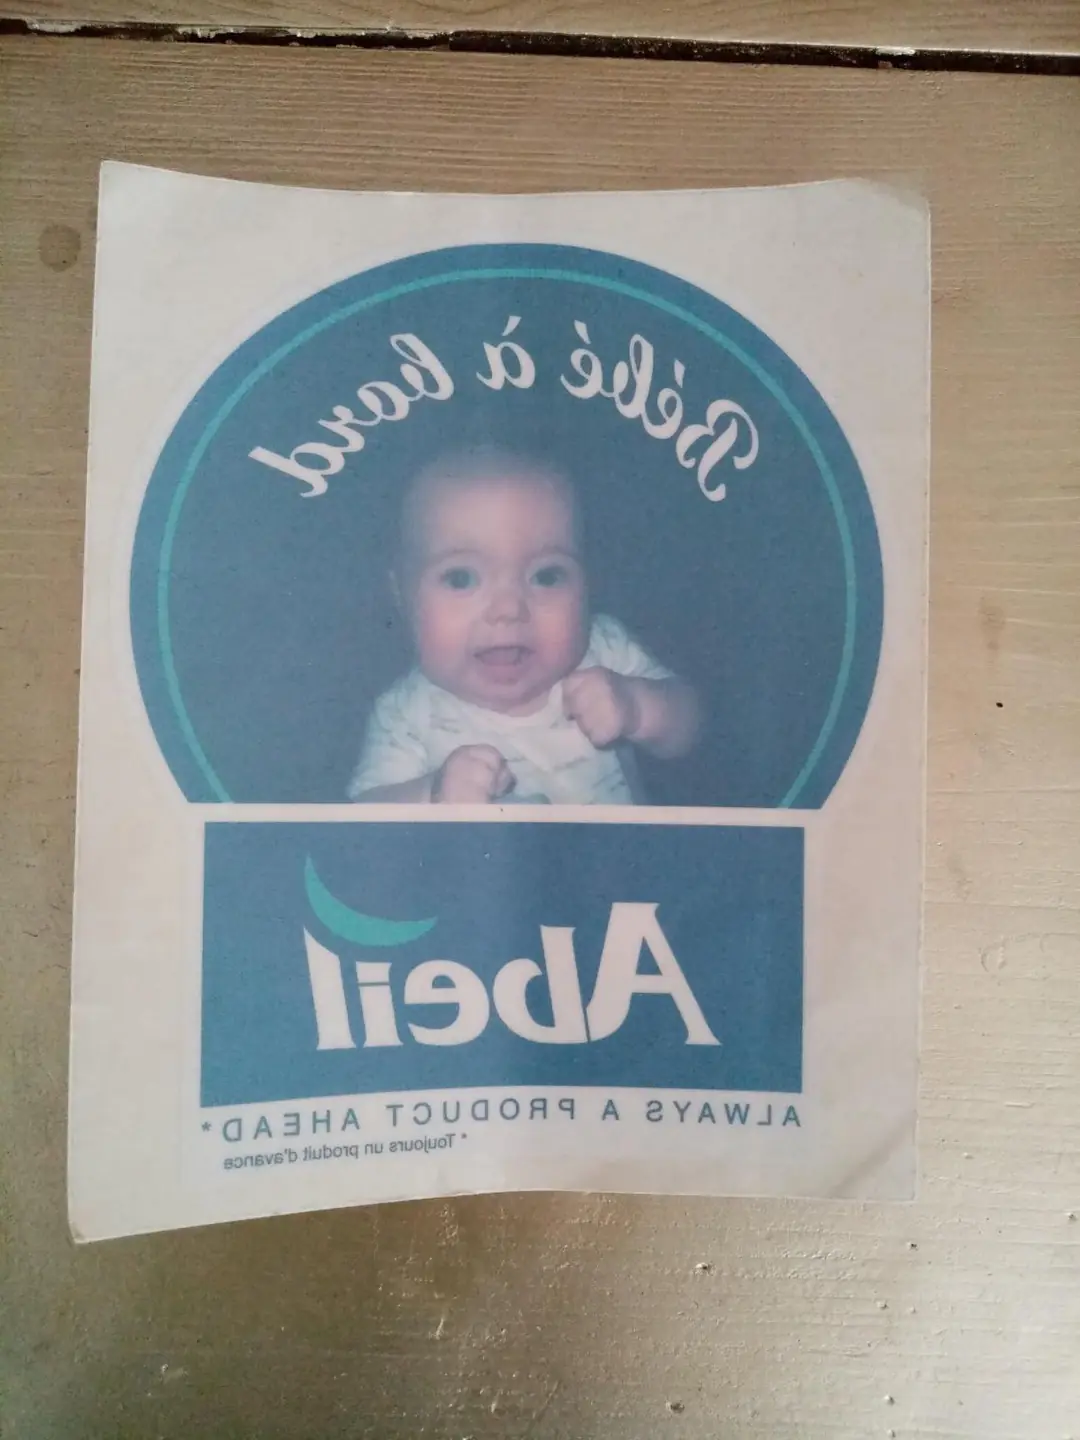 Bébé à bord
Abeil
ALWAYS A PRODUCT AHEAD*
* Toujours un produit d'avance